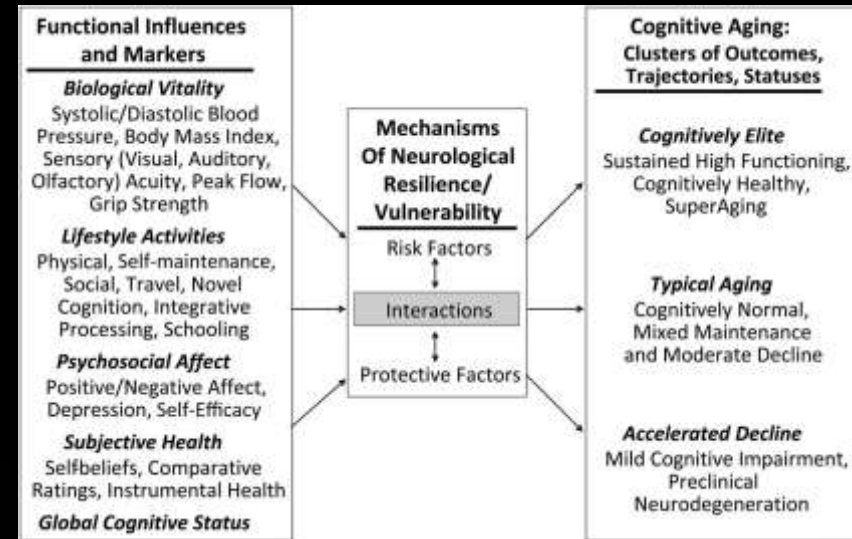 Functional Influences
and Markers
Biological Vitality
Systolic/Diastolic Blood
Pressure, Body Mass Index,
Sensory (Visual, Auditory,
Olfactory) Acuity, Peak Flow,
Grip Strength
Lifestyle Activities
Physical, Self-maintenance,
Social, Travel, Novel
Cognition, Integrative
Processing, Schooling
Psychosocial Affect
Positive/Negative Affect,
Depression, Self-Efficacy
Subjective Health
Selfbeliefs, Comparative
Ratings, Instrumental Health
Global Cognitive Status
Mechanisms
Of Neurological
Resilience/
Vulnerability
Risk Factors
Interactions
Protective Factors
Cognitive Aging:
Clusters of Outcomes,
Trajectories, Statuses
Cognitively Elite
Sustained High Functioning,
Cognitively Healthy,
SuperAging
Typical Aging
Cognitively Normal,
Mixed Maintenance
and Moderate Decline
Accelerated Decline
Mild Cognitive Impairment,
Preclinical
Neurodegeneration